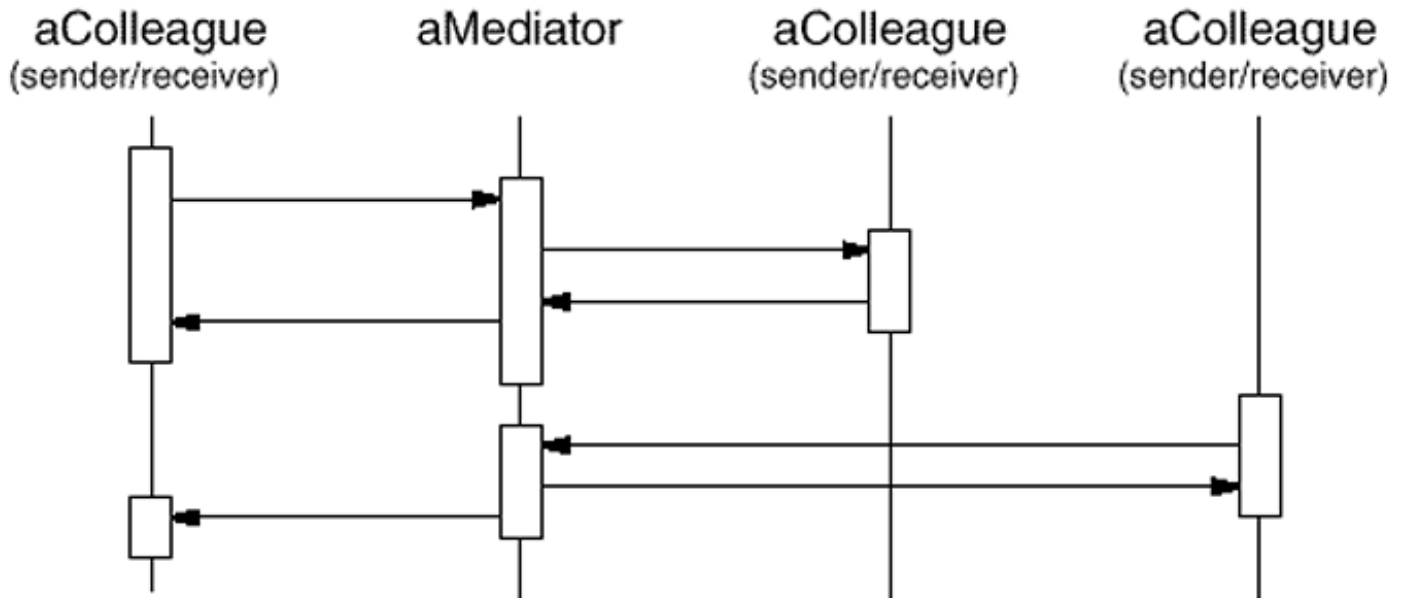 aColleague
(sender/receiver)
aMediator
aColleague
(sender/receiver)
aColleague
(sender/receiver)